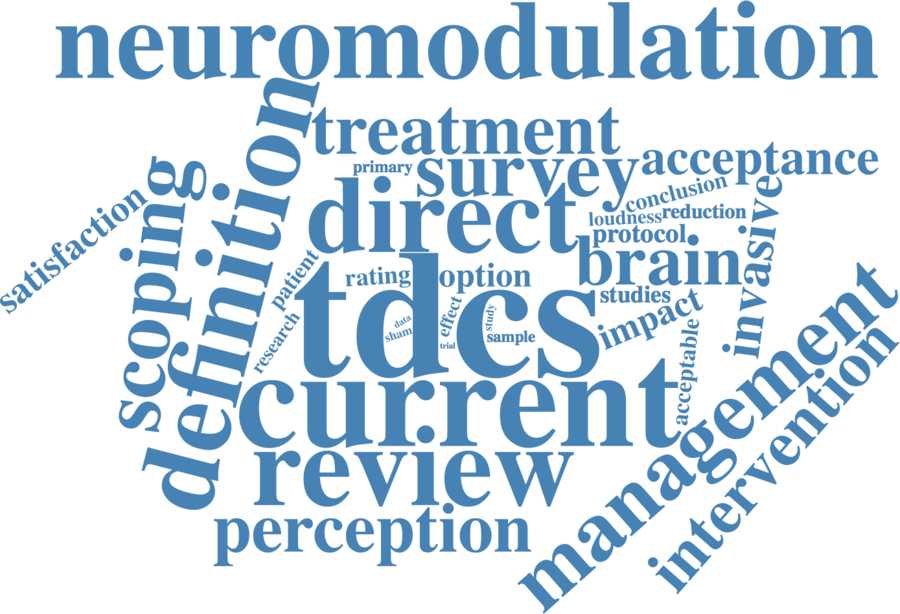 neuromodulation
treatment
primary
survey
acceptance
definition
scoping
satisfaction
direct
conclusion
loudness
reduction
protocol
invasive
brain
patient
rating
option
studies
tdcs
research
data
sham
effect
trial
study
sample
impact
acceptable
current
management
intervention
review
perception